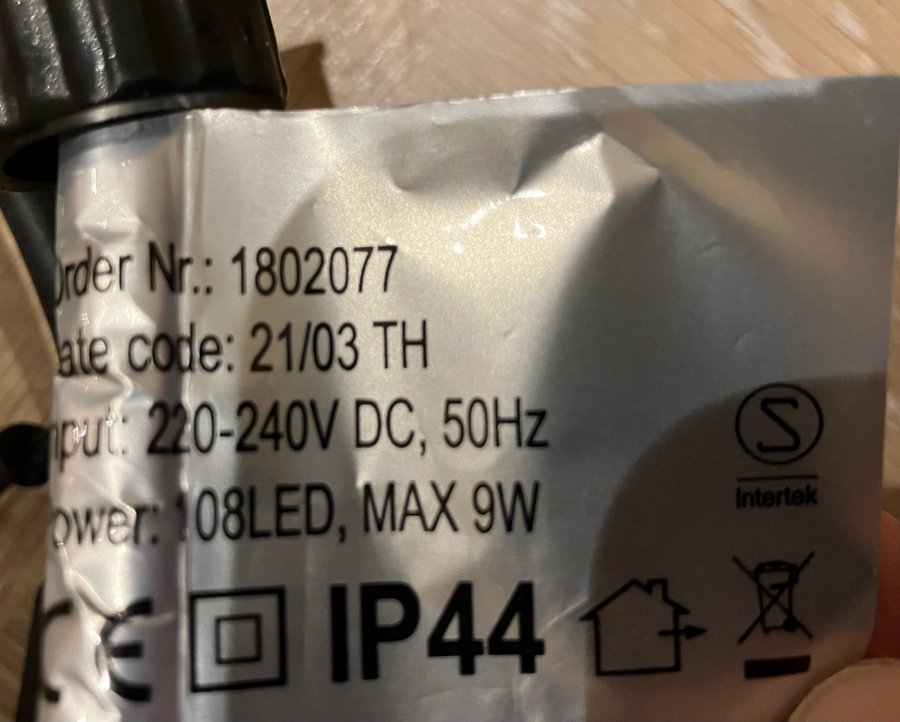 Order Nr.: 1802077
ate code: 21/03 TH
nput: 220-240V DC, 50Hz
ower: 108LED, MAX 9W
S
Intertek
CE IP44